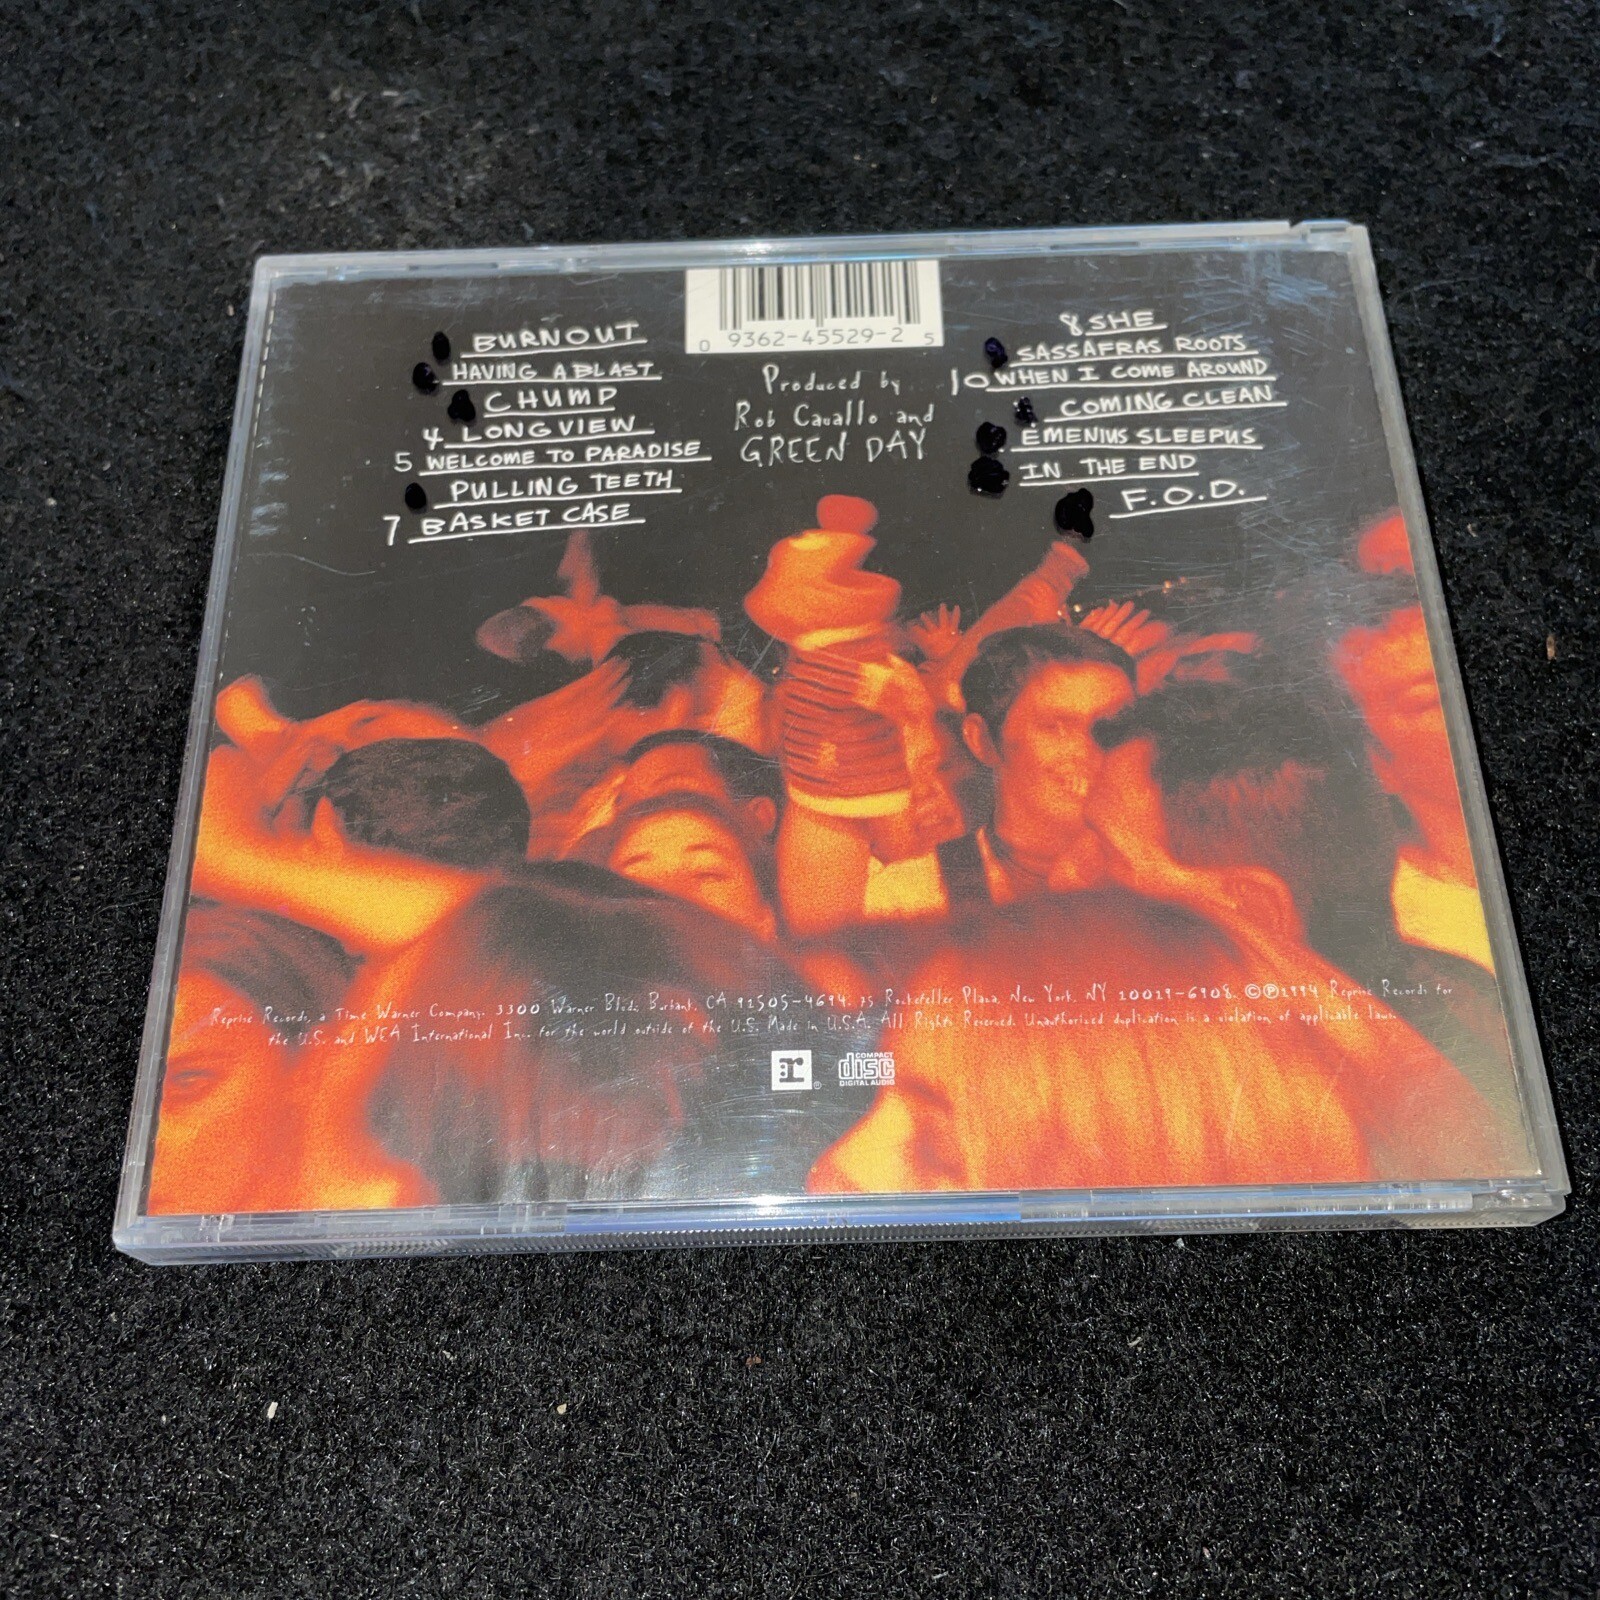 0 9362-45529-2 5
BURNOUT
HAVING A BLAST
CHUMP
4 LONGVIEW
5 WELCOME TO PARADISE
PULLING TEETH
7 BASKET CASE
Produced by
Rob Cavallo and
GREEN DAY
8 SHE
SASSAFRAS ROOTS
10 WHEN I COME AROUND
COMING CLEAN
EMENIUS SLEEPUS
IN THE END
F.O.D.
Reprise Records, a Time Warner Company. 3300 Warner Blvd. Burbank, CA 91505-4694. 75 Rockefeller Plaza, New York, NY 10019-6908. ©℗1994 Reprise Records for
the U.S. and WEA International Inc. for the world outside of the U.S. Made in U.S.A. All Rights Reserved. Unauthorized duplication is a violation of applicable laws.
r ®
COMPACT
disc
DIGITAL AUDIO